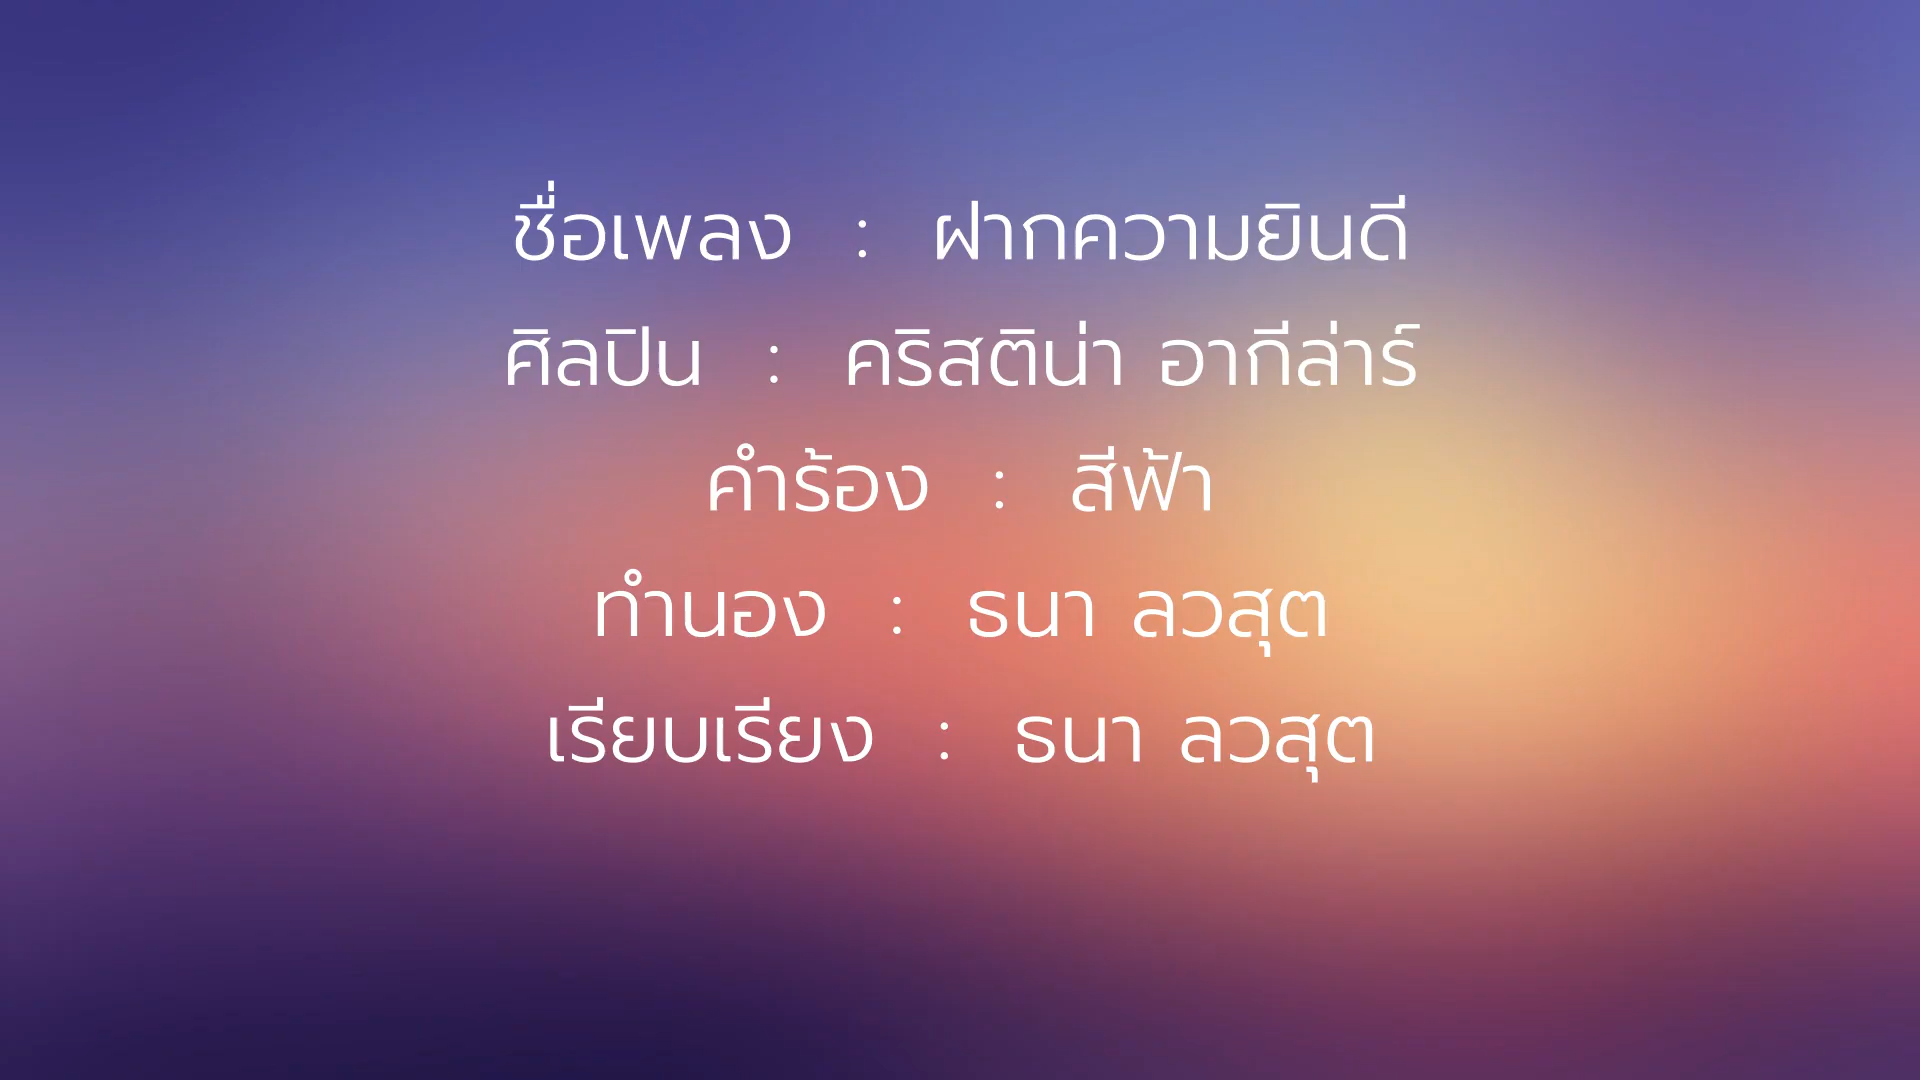 ชื่อเพลง : ฝากความยินดี
ศิลปิน : คริสติน่า อากีล่าร์
คำร้อง : สีฟ้า
ทำนอง : ธนา ลวสุต
เรียบเรียง : ธนา ลวสุต